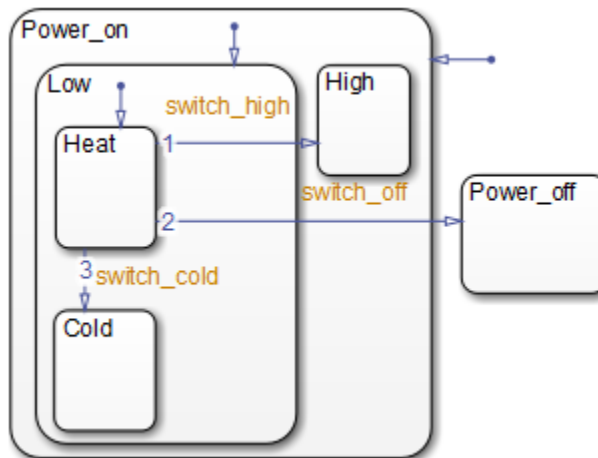 Power_on
Low
High
switch_high
Heat
1
switch_off
Power_off
2
3
switch_cold
Cold